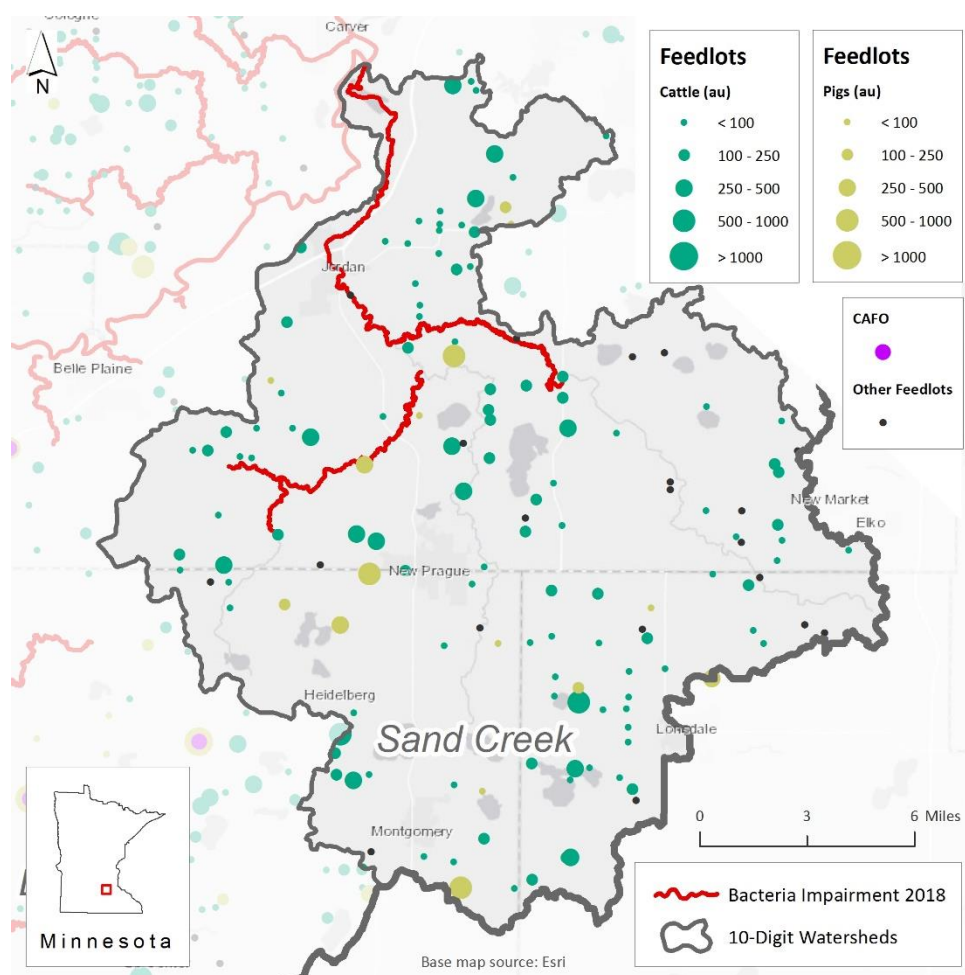 Cologne
Carver
N
Feedlots
Cattle (au)
< 100
100 - 250
250 - 500
500 - 1000
> 1000
Feedlots
Pigs (au)
< 100
100 - 250
250 - 500
500 - 1000
> 1000
CAFO
Other Feedlots
Jordan
Belle Plaine
New Market
Elko
New Prague
Heidelberg
Lonsdale
Sand Creek
Montgomery
0 3 6 Miles
Minnesota
Bacteria Impairment 2018
10-Digit Watersheds
Base map source: Esri